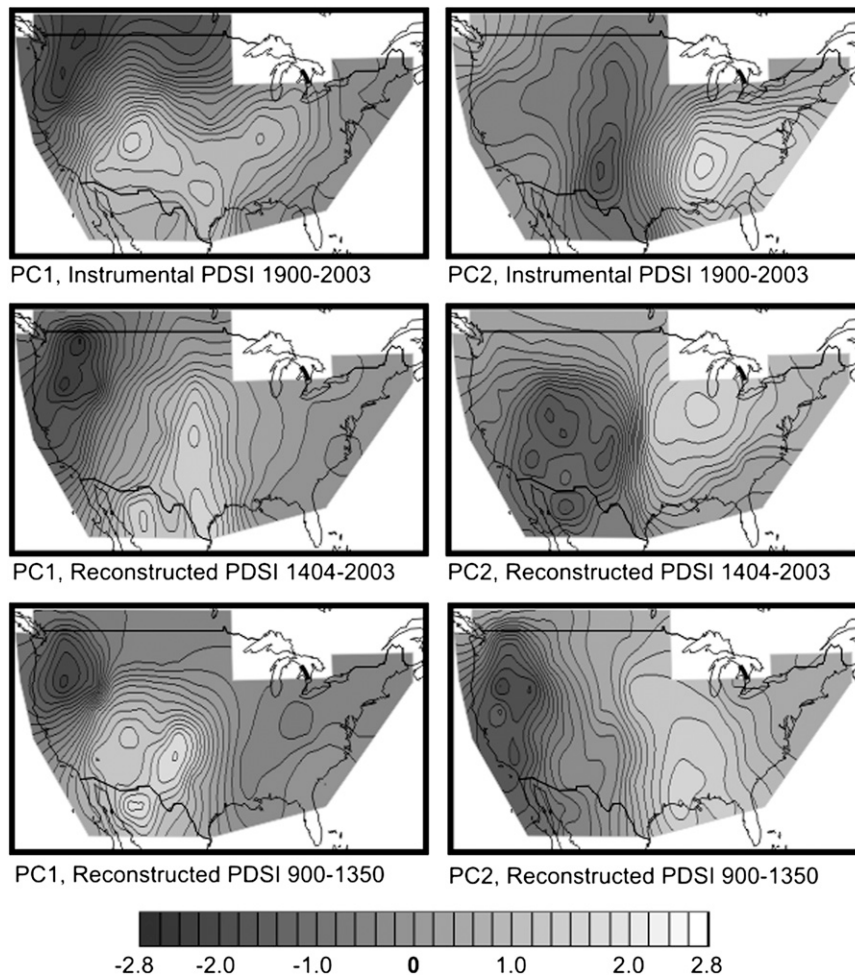 PC1, Instrumental PDSI 1900-2003
PC2, Instrumental PDSI 1900-2003
PC1, Reconstructed PDSI 1404-2003
PC2, Reconstructed PDSI 1404-2003
PC1, Reconstructed PDSI 900-1350
PC2, Reconstructed PDSI 900-1350
-2.8 -2.0 -1.0 0 1.0 2.0 2.8